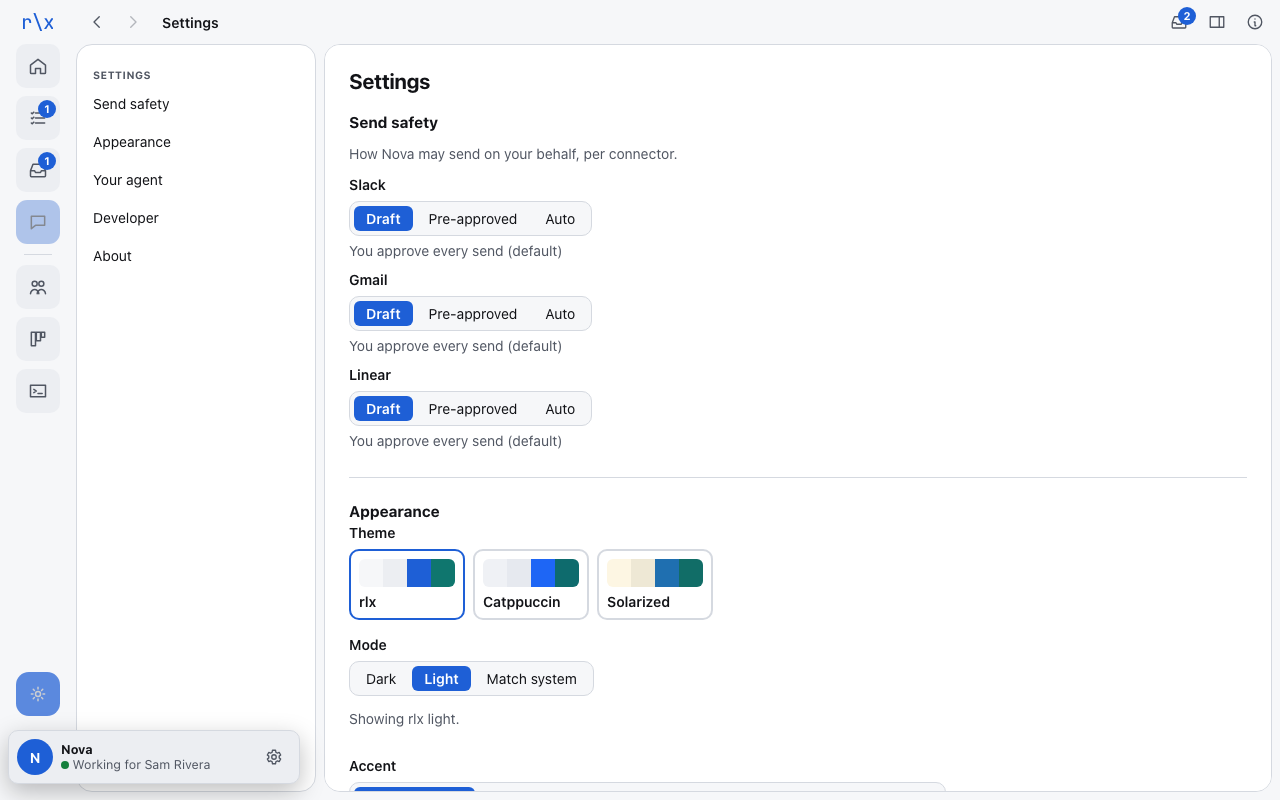 r\x
Settings
2
1
1
SETTINGS
Send safety
Appearance
Your agent
Developer
About
Settings
Send safety
How Nova may send on your behalf, per connector.
Slack
Draft Pre-approved Auto
You approve every send (default)
Gmail
Draft Pre-approved Auto
You approve every send (default)
Linear
Draft Pre-approved Auto
You approve every send (default)
Appearance
Theme
rlx Catppuccin Solarized
Mode
Dark Light Match system
Showing rlx light.
Accent
N
Nova
Working for Sam Rivera